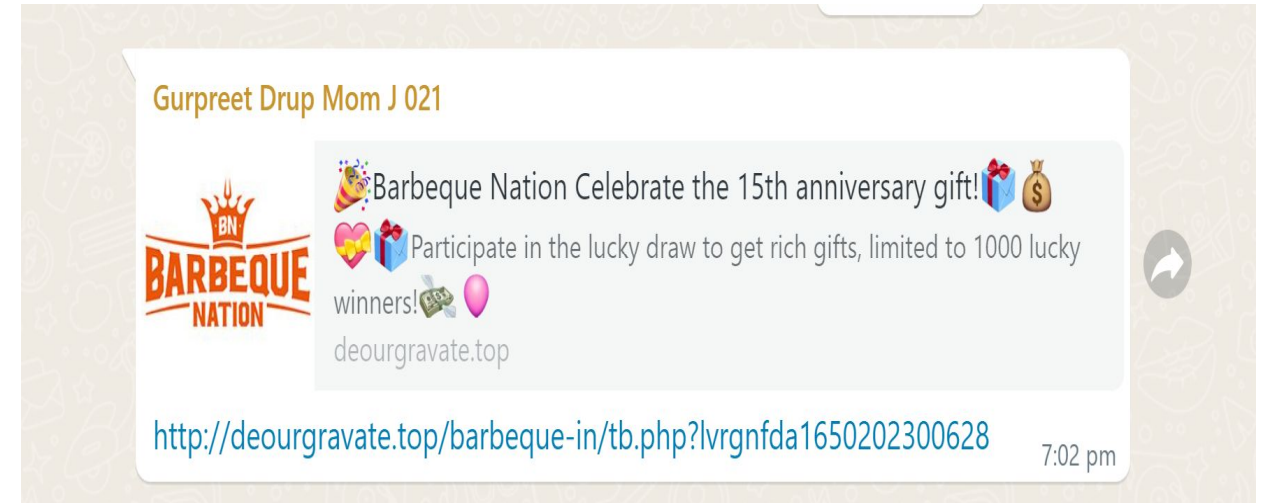 Gurpreet Drup Mom J 021
BN
BARBEQUE
NATION
🎉Barbeque Nation Celebrate the 15th anniversary gift!🎁💰
💝🎁Participate in the lucky draw to get rich gifts, limited to 1000 lucky
winners!💸🎈
deourgravate.top
http://deourgravate.top/barbeque-in/tb.php?lvrgnfda1650202300628
7:02 pm